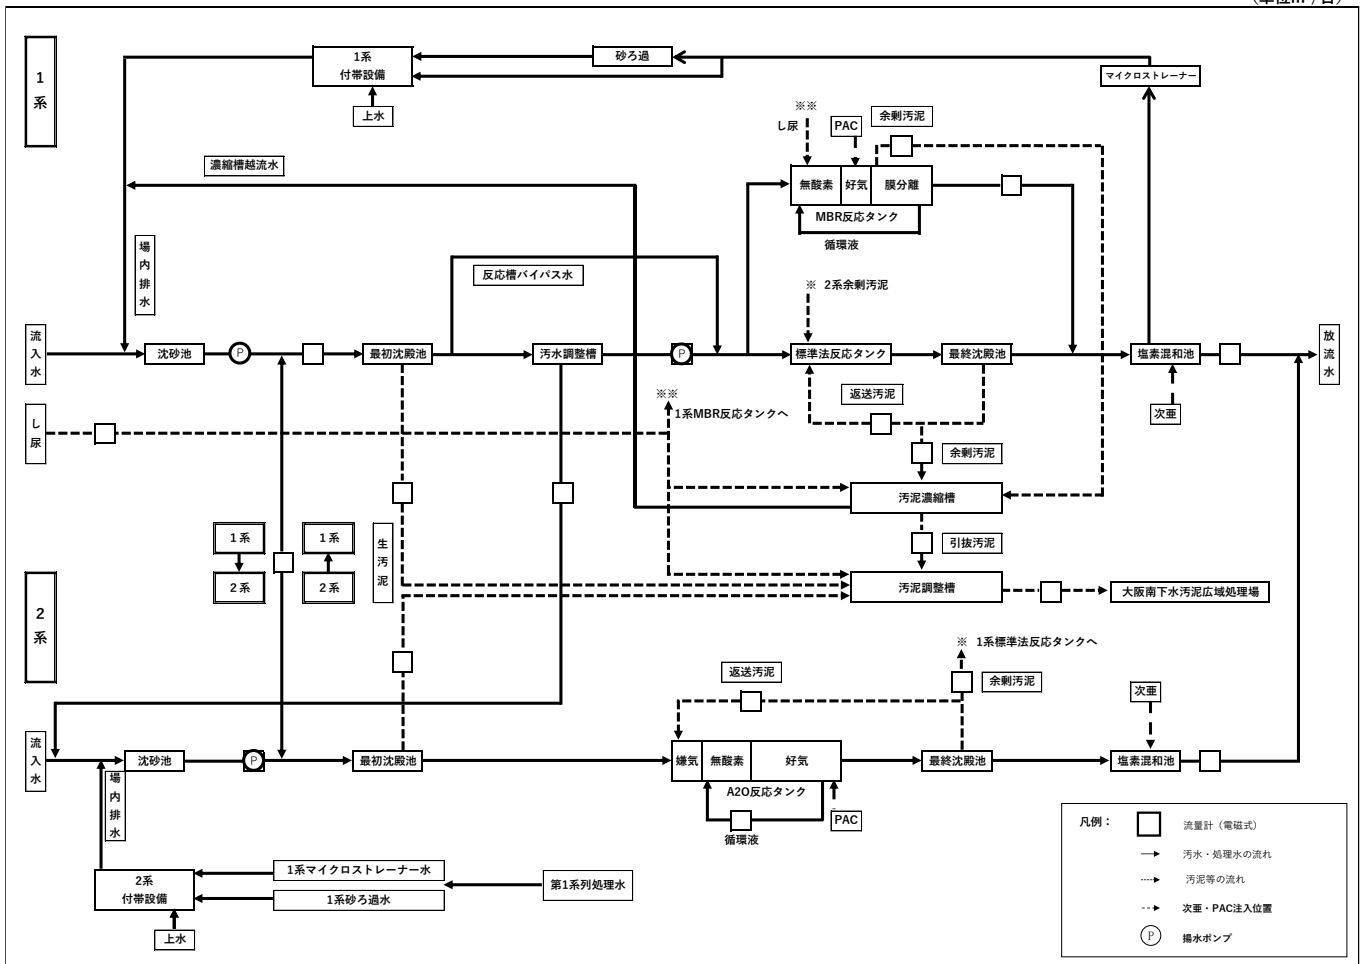 1
系
1系
付帯設備
上水
砂ろ過
マイクロストレーナー
※※
し尿
PAC
余剰汚泥
濃縮槽越流水
無酸素
好気
膜分離
MBR反応タンク
循環液
場
内
排
水
反応槽バイパス水
※ 2系余剰汚泥
流
入
水
沈砂池
P
最初沈殿池
汚水調整槽
P
標準法反応タンク
最終沈殿池
塩素混和池
放
流
水
返送汚泥
次亜
※※
1系MBR反応タンクへ
し
尿
余剰汚泥
汚泥濃縮槽
1系
2系
1系
2系
生
汚
泥
引抜汚泥
汚泥調整槽
大阪南下水汚泥広域処理場
2
系
※ 1系標準法反応タンクへ
返送汚泥
余剰汚泥
次亜
流
入
水
沈砂池
P
最初沈殿池
嫌気
無酸素
好気
最終沈殿池
塩素混和池
A2O反応タンク
PAC
循環液
場
内
排
水
2系
付帯設備
1系マイクロストレーナー水
1系砂ろ過水
第1系列処理水
上水
凡例：
流量計（電磁式）
汚水・処理水の流れ
汚泥等の流れ
次亜・PAC注入位置
P
揚水ポンプ